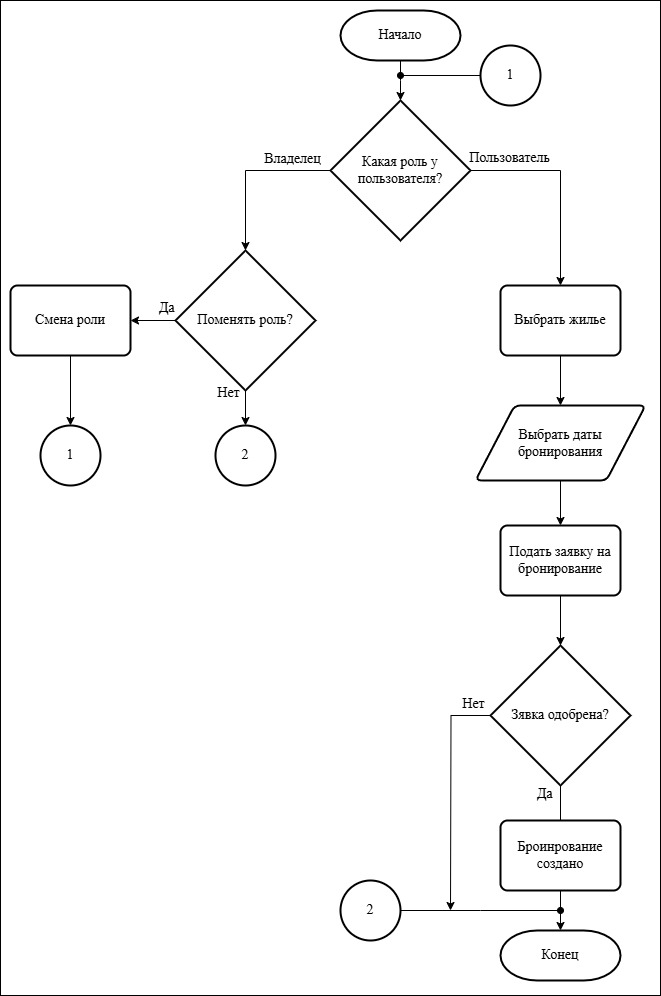 Начало
1
Какая роль у
пользователя?
Владелец
Пользователь
Поменять роль?
Да
Смена роли
Нет
1
2
Выбрать жилье
Выбрать даты
бронирования
Подать заявку на
бронирование
Зявка одобрена?
Нет
Да
Броинрование
создано
2
Конец